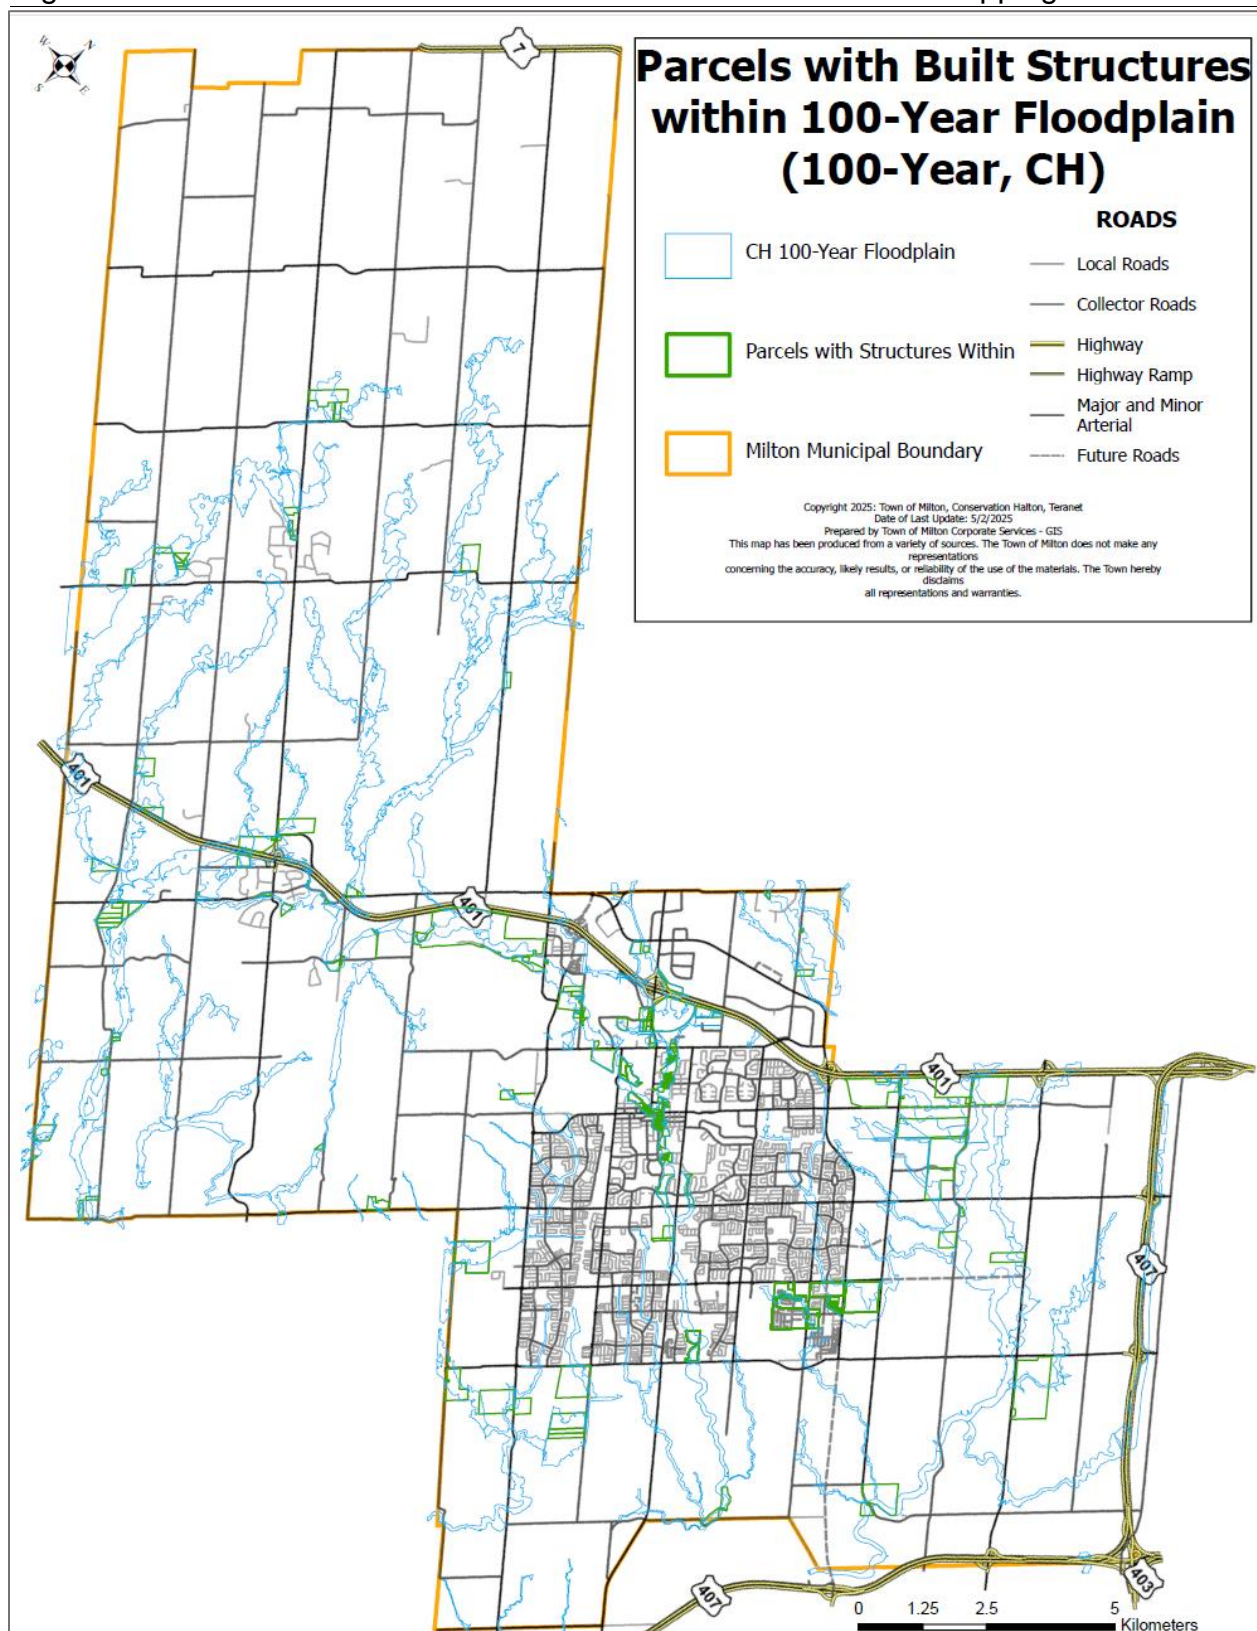 Parcels with Built Structures
within 100-Year Floodplain
(100-Year, CH)
CH 100-Year Floodplain
Parcels with Structures Within
Milton Municipal Boundary
ROADS
Local Roads
Collector Roads
Highway
Highway Ramp
Major and Minor
Arterial
Future Roads
Copyright 2025: Town of Milton, Conservation Halton, Teranet
Date of Last Update: 5/2/2025
Prepared by Town of Milton Corporate Services - GIS
This map has been produced from a variety of sources. The Town of Milton does not make any
representations
concerning the accuracy, likely results, or reliability of the use of the materials. The Town hereby
disclaims
all representations and warranties.
W
N
S
E
7
401
401
401
407
407
403
0 1.25 2.5 5
Kilometers